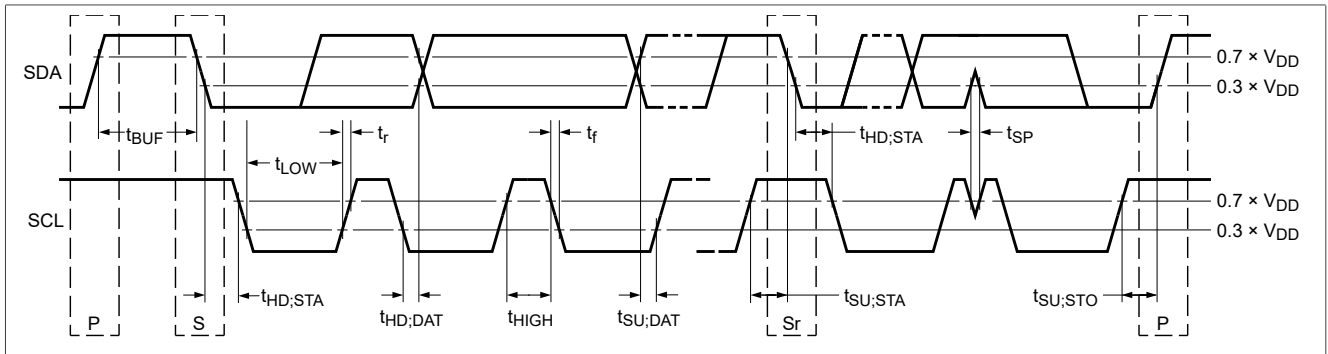 SDA
0.7 × VDD
0.3 × VDD
tBUF
tr
tf
tHD;STA
tSP
tLOW
SCL
0.7 × VDD
0.3 × VDD
tHD;STA
tHD;DAT
tHIGH
tSU;DAT
tSU;STA
tSU;STO
P
S
Sr
P